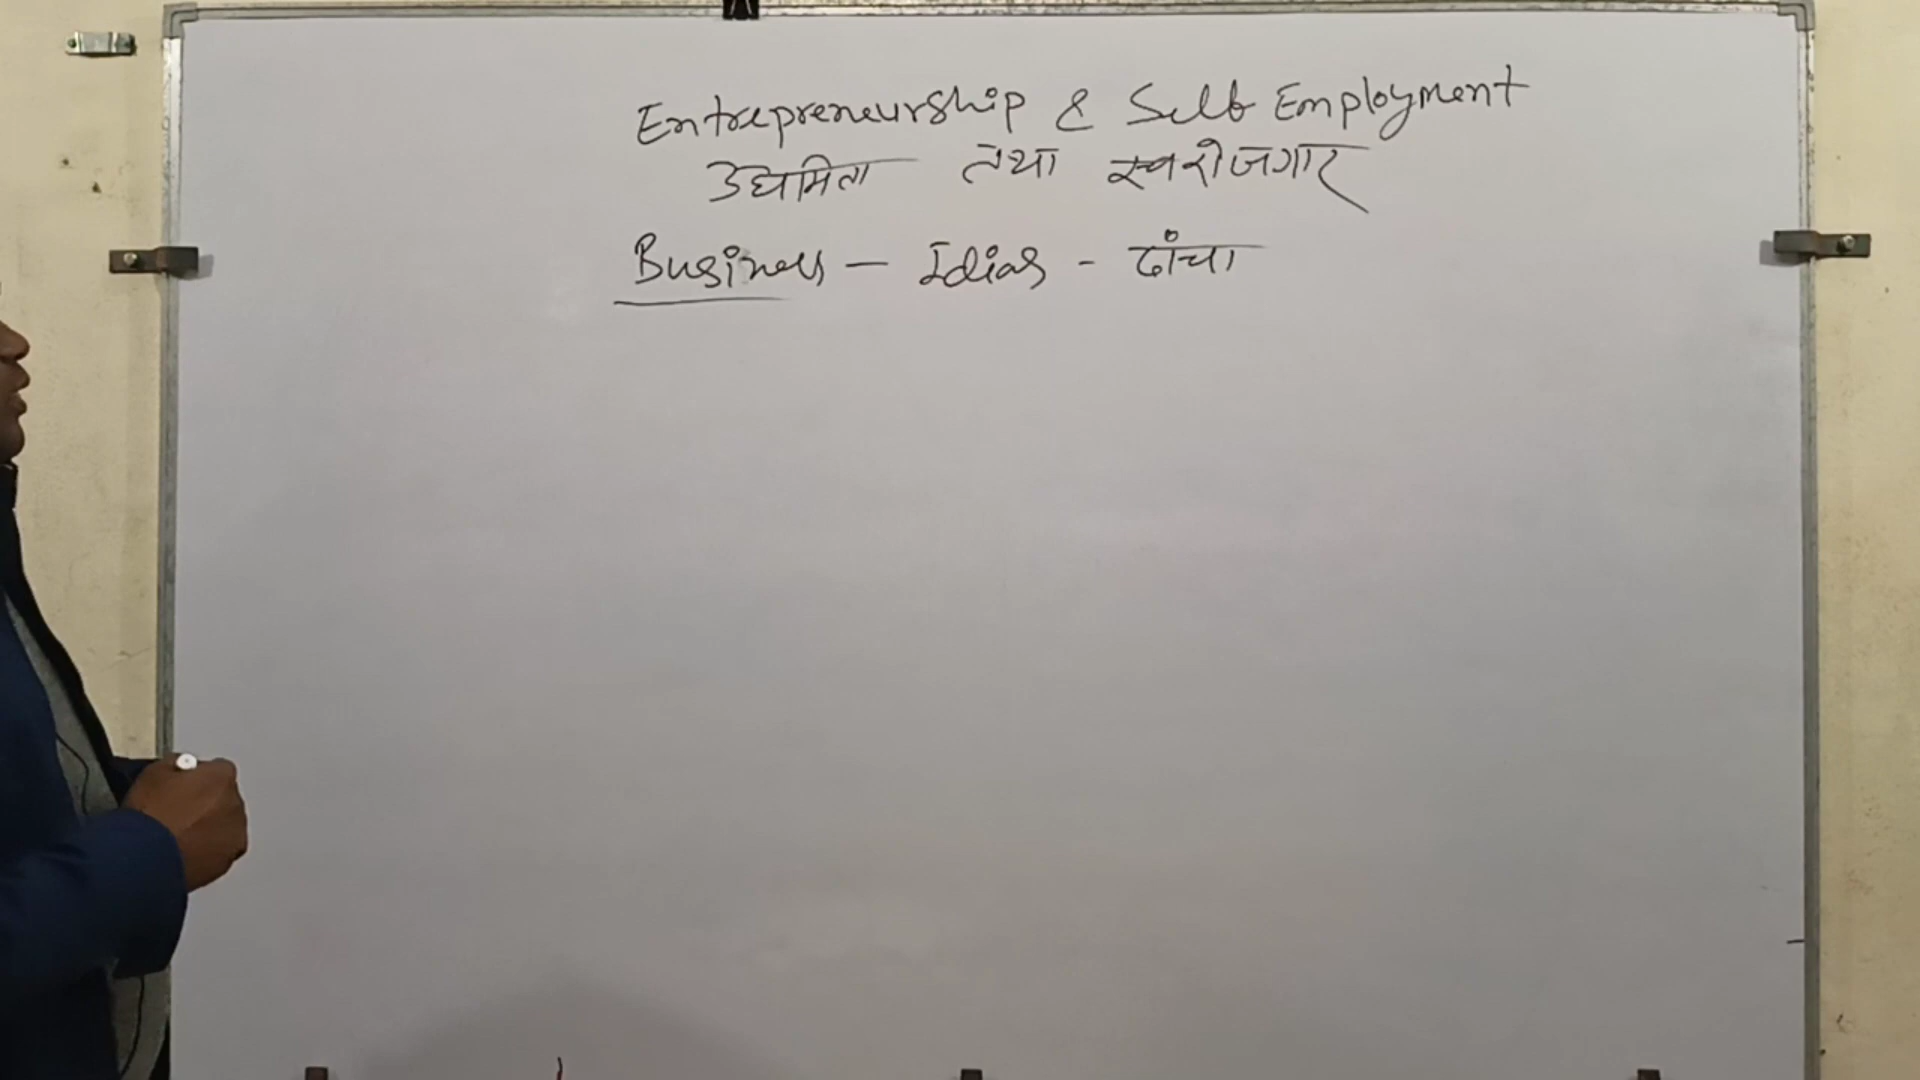 Entrepreneurship & Self Employment
उद्यमिता तथा स्वरोजगार
Business - Idias - ढांचा